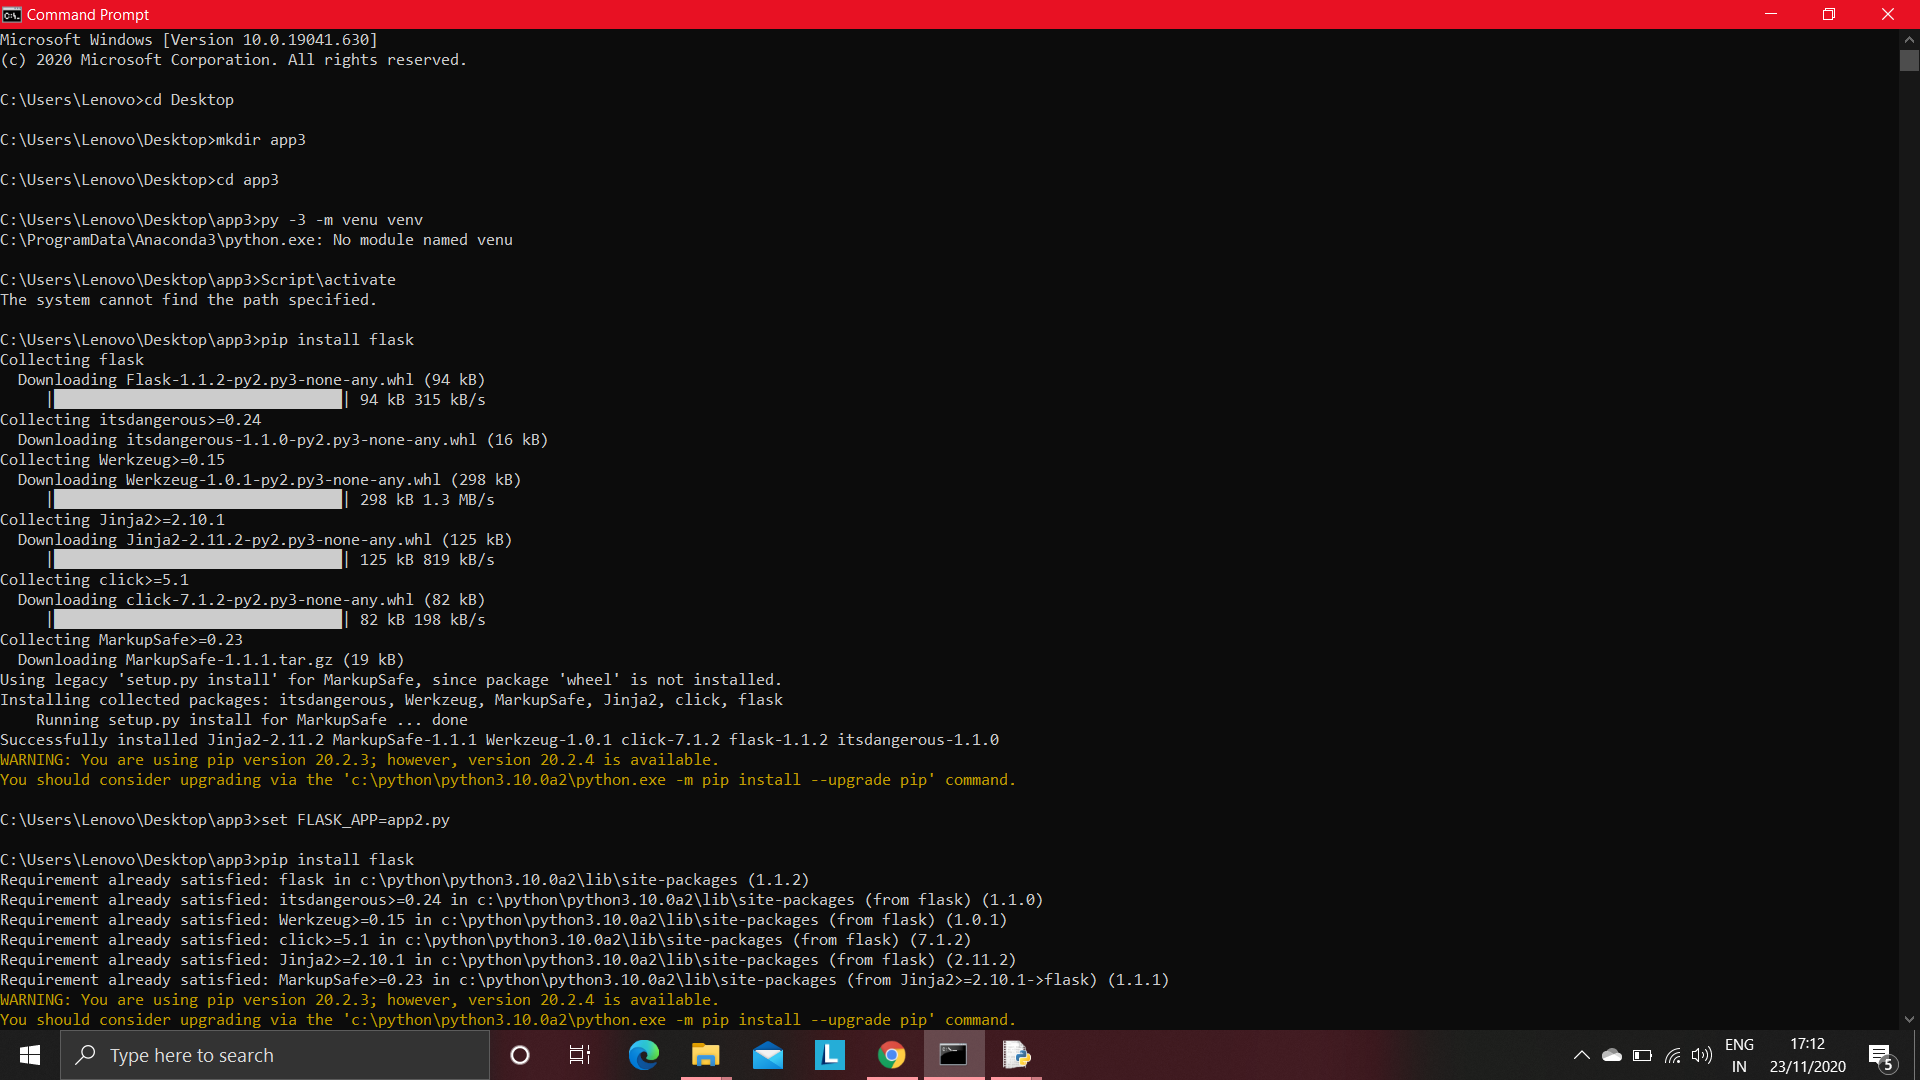 Command Prompt
Microsoft Windows [Version 10.0.19041.630]
(c) 2020 Microsoft Corporation. All rights reserved.
C:\Users\Lenovo>cd Desktop
C:\Users\Lenovo\Desktop>mkdir app3
C:\Users\Lenovo\Desktop>cd app3
C:\Users\Lenovo\Desktop\app3>py -3 -m venu venv
C:\ProgramData\Anaconda3\python.exe: No module named venu
C:\Users\Lenovo\Desktop\app3>Script\activate
The system cannot find the path specified.
C:\Users\Lenovo\Desktop\app3>pip install flask
Collecting flask
Downloading Flask-1.1.2-py2.py3-none-any.whl (94 kB)
| | 94 kB 315 kB/s
Collecting itsdangerous>=0.24
Downloading itsdangerous-1.1.0-py2.py3-none-any.whl (16 kB)
Collecting Werkzeug>=0.15
Downloading Werkzeug-1.0.1-py2.py3-none-any.whl (298 kB)
| | 298 kB 1.3 MB/s
Collecting Jinja2>=2.10.1
Downloading Jinja2-2.11.2-py2.py3-none-any.whl (125 kB)
| | 125 kB 819 kB/s
Collecting click>=5.1
Downloading click-7.1.2-py2.py3-none-any.whl (82 kB)
| | 82 kB 198 kB/s
Collecting MarkupSafe>=0.23
Downloading MarkupSafe-1.1.1.tar.gz (19 kB)
Using legacy 'setup.py install' for MarkupSafe, since package 'wheel' is not installed.
Installing collected packages: itsdangerous, Werkzeug, MarkupSafe, Jinja2, click, flask
Running setup.py install for MarkupSafe ... done
Successfully installed Jinja2-2.11.2 MarkupSafe-1.1.1 Werkzeug-1.0.1 click-7.1.2 flask-1.1.2 itsdangerous-1.1.0
WARNING: You are using pip version 20.2.3; however, version 20.2.4 is available.
You should consider upgrading via the 'c:\python\python3.10.0a2\python.exe -m pip install --upgrade pip' command.
C:\Users\Lenovo\Desktop\app3>set FLASK_APP=app2.py
C:\Users\Lenovo\Desktop\app3>pip install flask
Requirement already satisfied: flask in c:\python\python3.10.0a2\lib\site-packages (1.1.2)
Requirement already satisfied: itsdangerous>=0.24 in c:\python\python3.10.0a2\lib\site-packages (from flask) (1.1.0)
Requirement already satisfied: Werkzeug>=0.15 in c:\python\python3.10.0a2\lib\site-packages (from flask) (1.0.1)
Requirement already satisfied: click>=5.1 in c:\python\python3.10.0a2\lib\site-packages (from flask) (7.1.2)
Requirement already satisfied: Jinja2>=2.10.1 in c:\python\python3.10.0a2\lib\site-packages (from flask) (2.11.2)
Requirement already satisfied: MarkupSafe>=0.23 in c:\python\python3.10.0a2\lib\site-packages (from Jinja2>=2.10.1->flask) (1.1.1)
WARNING: You are using pip version 20.2.3; however, version 20.2.4 is available.
You should consider upgrading via the 'c:\python\python3.10.0a2\python.exe -m pip install --upgrade pip' command.
Type here to search
L
ENG
IN
17:12
23/11/2020
5